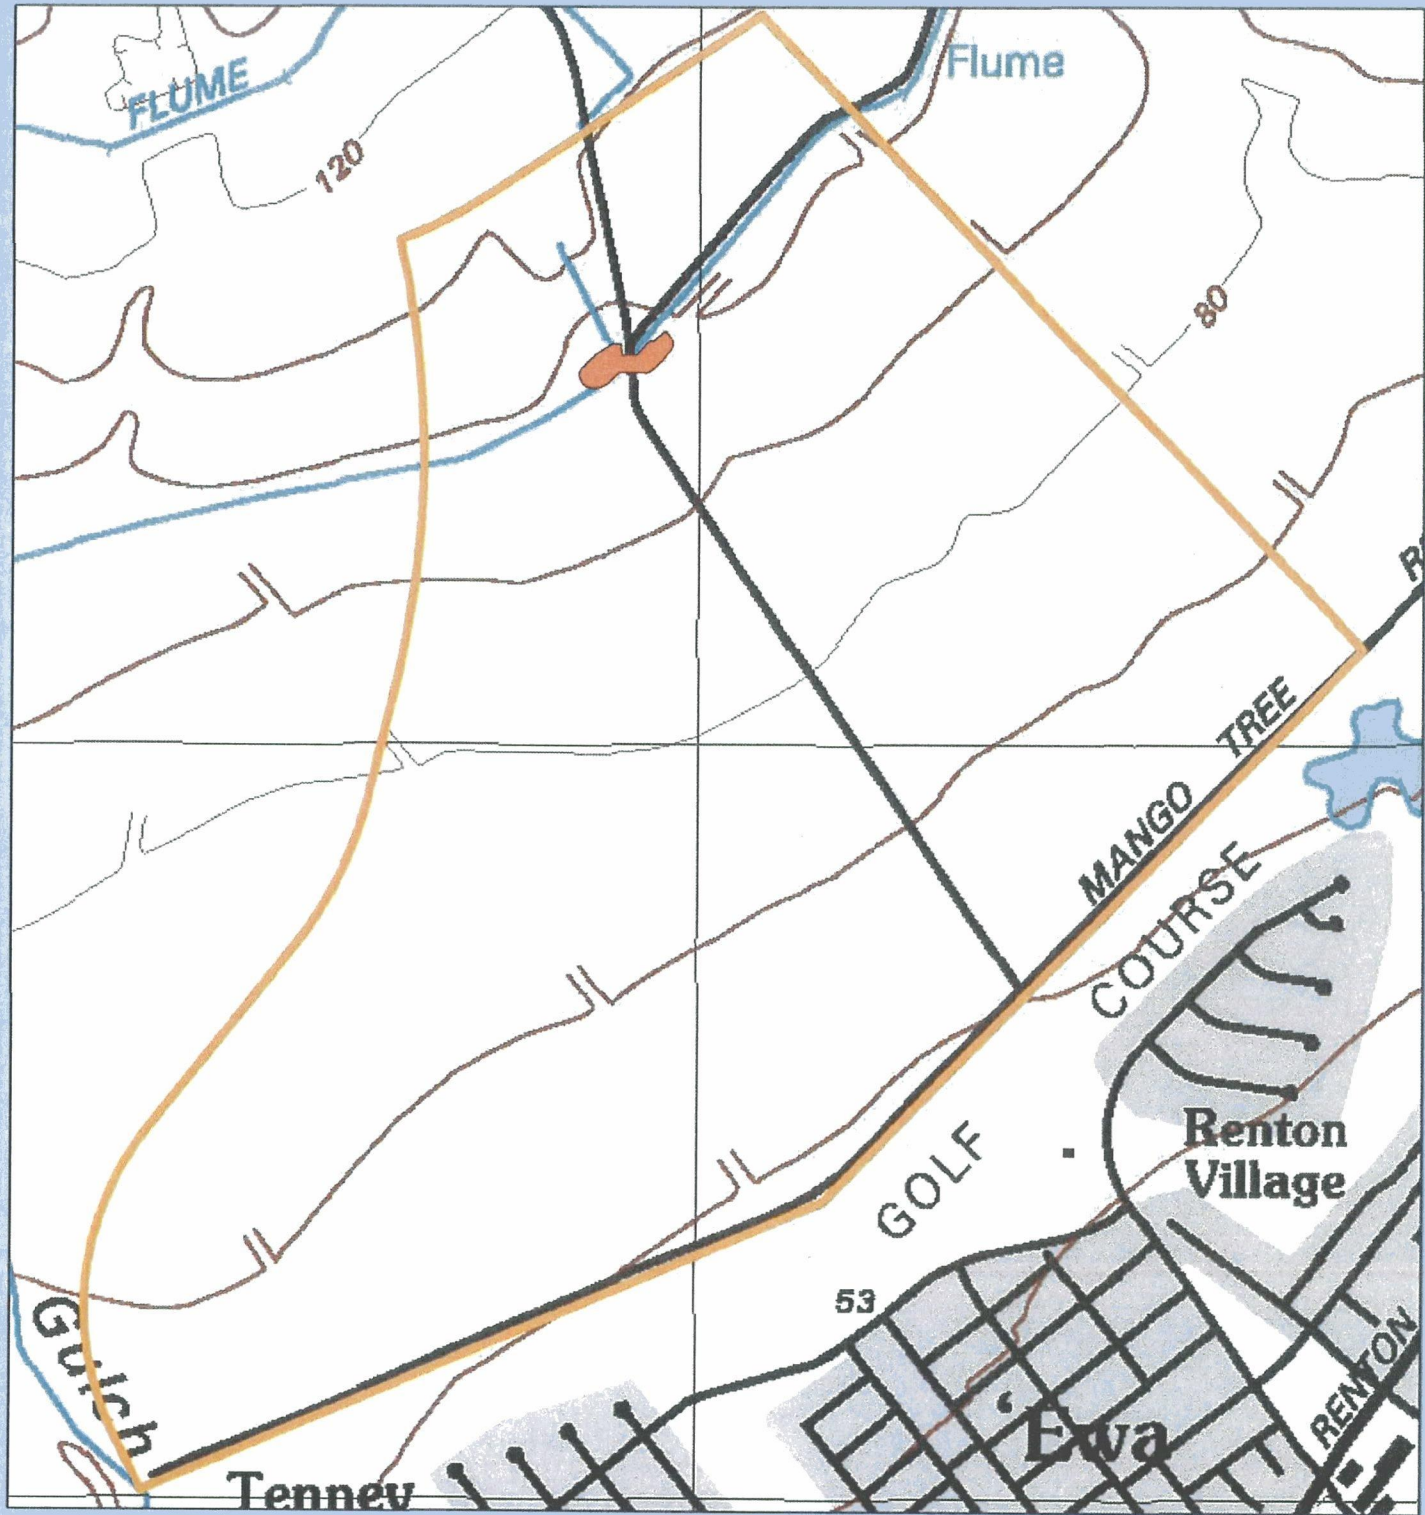 FLUME
Flume
120
80
R
MANGO TREE
GOLF COURSE
Renton
Village
53
Gulch
RENTON
Ewa
Tenney